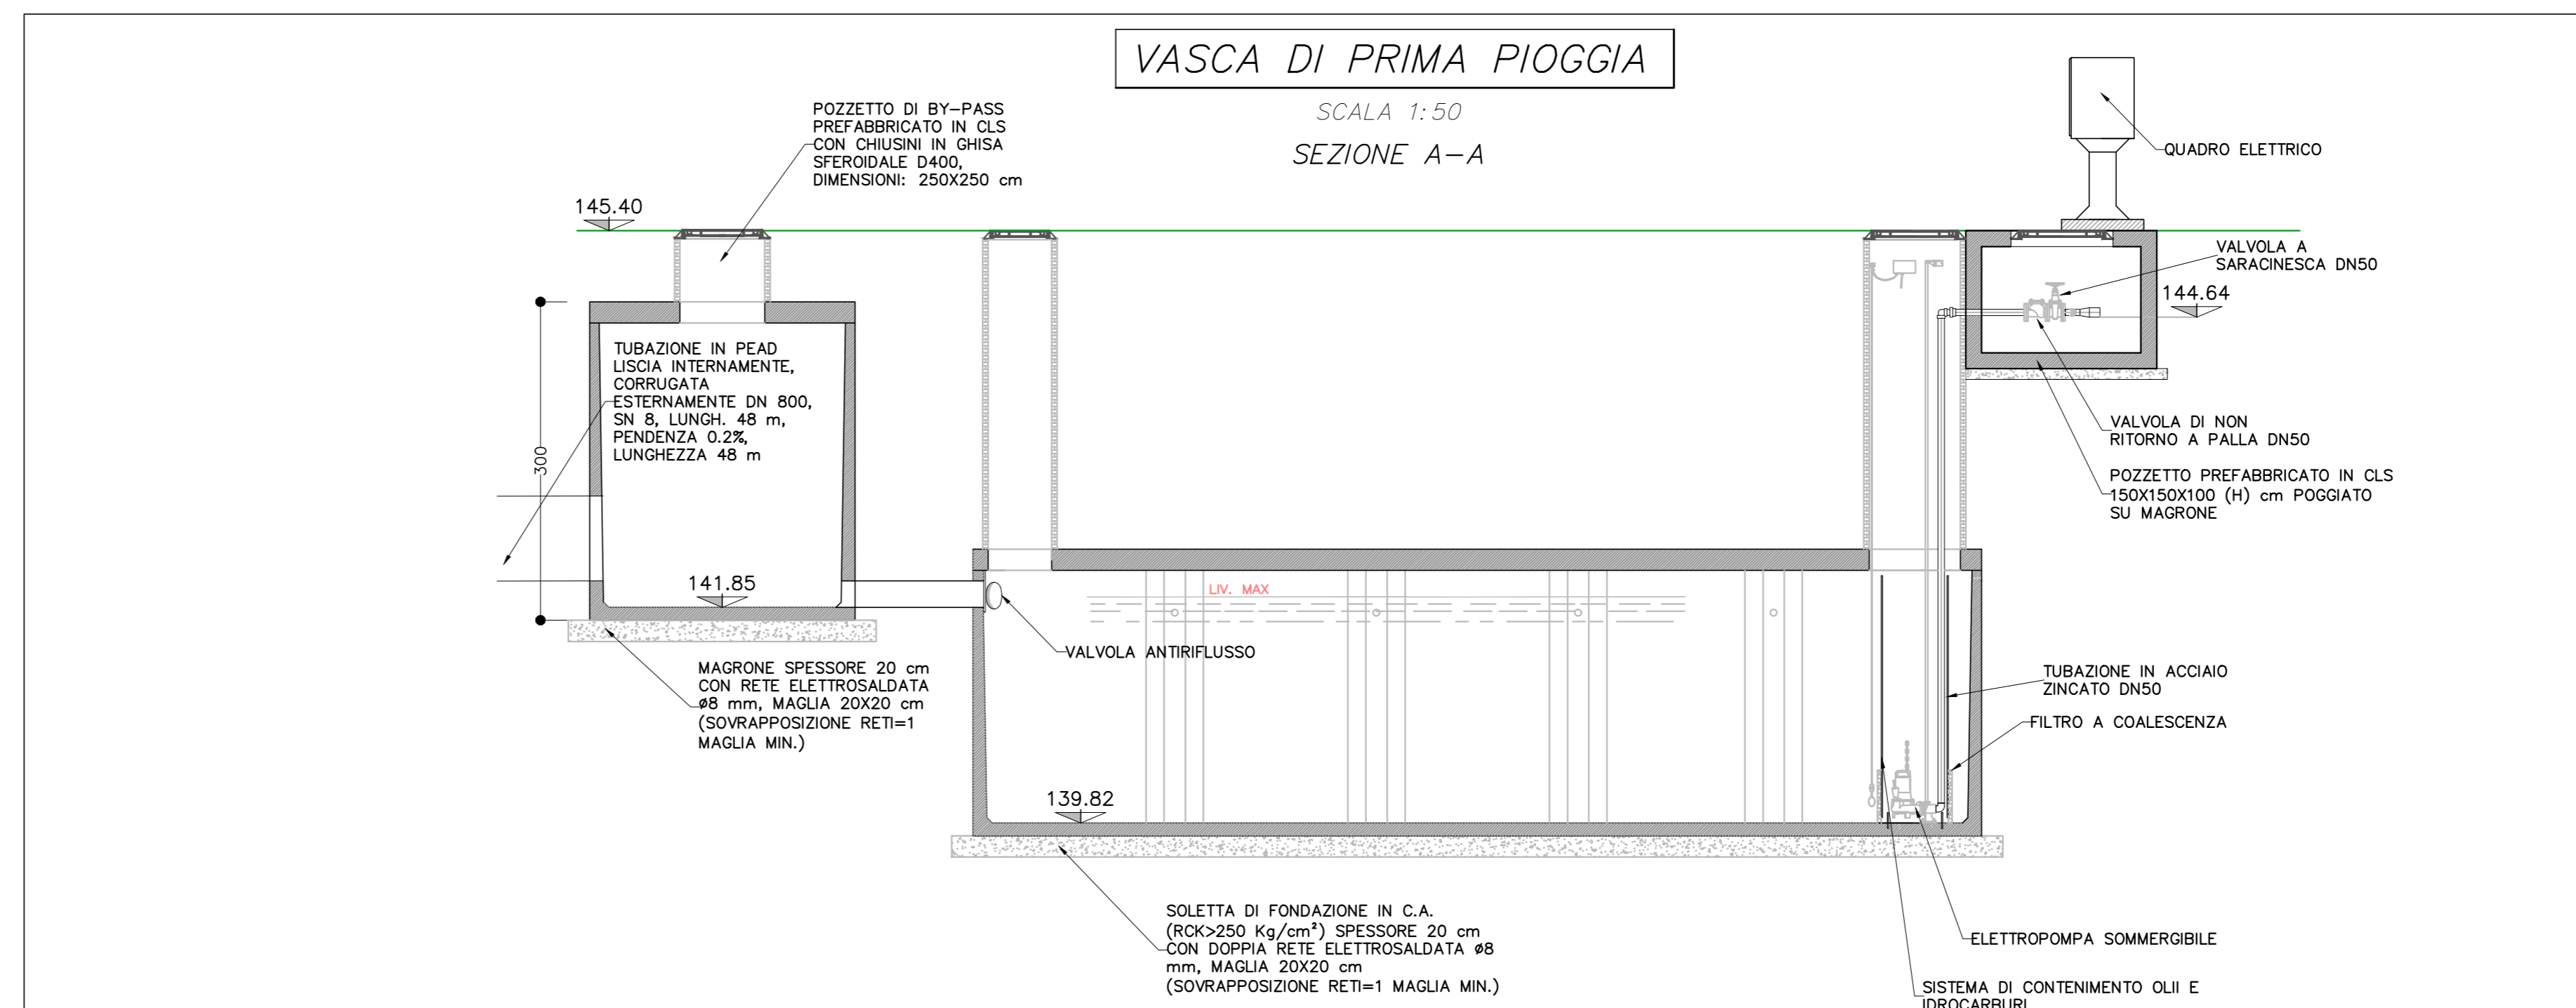 VASCA DI PRIMA PIOGGIA
SCALA 1:50
SEZIONE A-A
POZZETTO DI BY-PASS
PREFABBRICATO IN CLS
CON CHIUSINI IN GHISA
SFEROIDALE D400,
DIMENSIONI: 250X250 cm
145.40
QUADRO ELETTRICO
VALVOLA A
SARACINESCA DN50
144.64
TUBAZIONE IN PEAD
LISCIA INTERNAMENTE,
CORRUGATA
ESTERNAMENTE DN 800,
SN 8, LUNGH. 48 m,
PENDENZA 0.2%,
LUNGHEZZA 48 m
300
VALVOLA DI NON
RITORNO A PALLA DN50
POZZETTO PREFABBRICATO IN CLS
150X150X100 (H) cm POGGIATO
SU MAGRONE
141.85
LIV. MAX
VALVOLA ANTIRIFLUSSO
MAGRONE SPESSORE 20 cm
CON RETE ELETTROSALDATA
ø8 mm, MAGLIA 20X20 cm
(SOVRAPPOSIZIONE RETI=1
MAGLIA MIN.)
TUBAZIONE IN ACCIAIO
ZINCATO DN50
FILTRO A COALESCENZA
139.82
SOLETTA DI FONDAZIONE IN C.A.
(RCK>250 Kg/cm²) SPESSORE 20 cm
CON DOPPIA RETE ELETTROSALDATA ø8
mm, MAGLIA 20X20 cm
(SOVRAPPOSIZIONE RETI=1 MAGLIA MIN.)
ELETTROPOMPA SOMMERGIBILE
SISTEMA DI CONTENIMENTO OLII E
IDROCARBURI